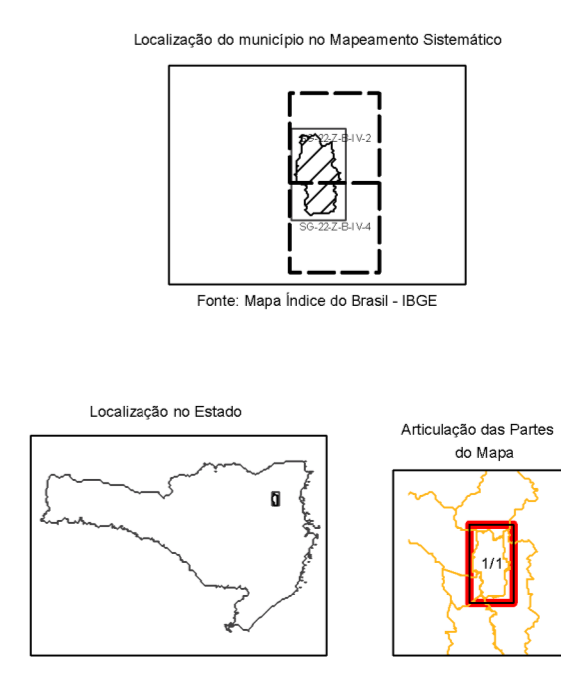 Localização do município no Mapeamento Sistemático
SG-22-Z-B-IV-2
SG-22-Z-B-IV-4
Fonte: Mapa Índice do Brasil - IBGE
Localização no Estado
Articulação das Partes
do Mapa
1/1